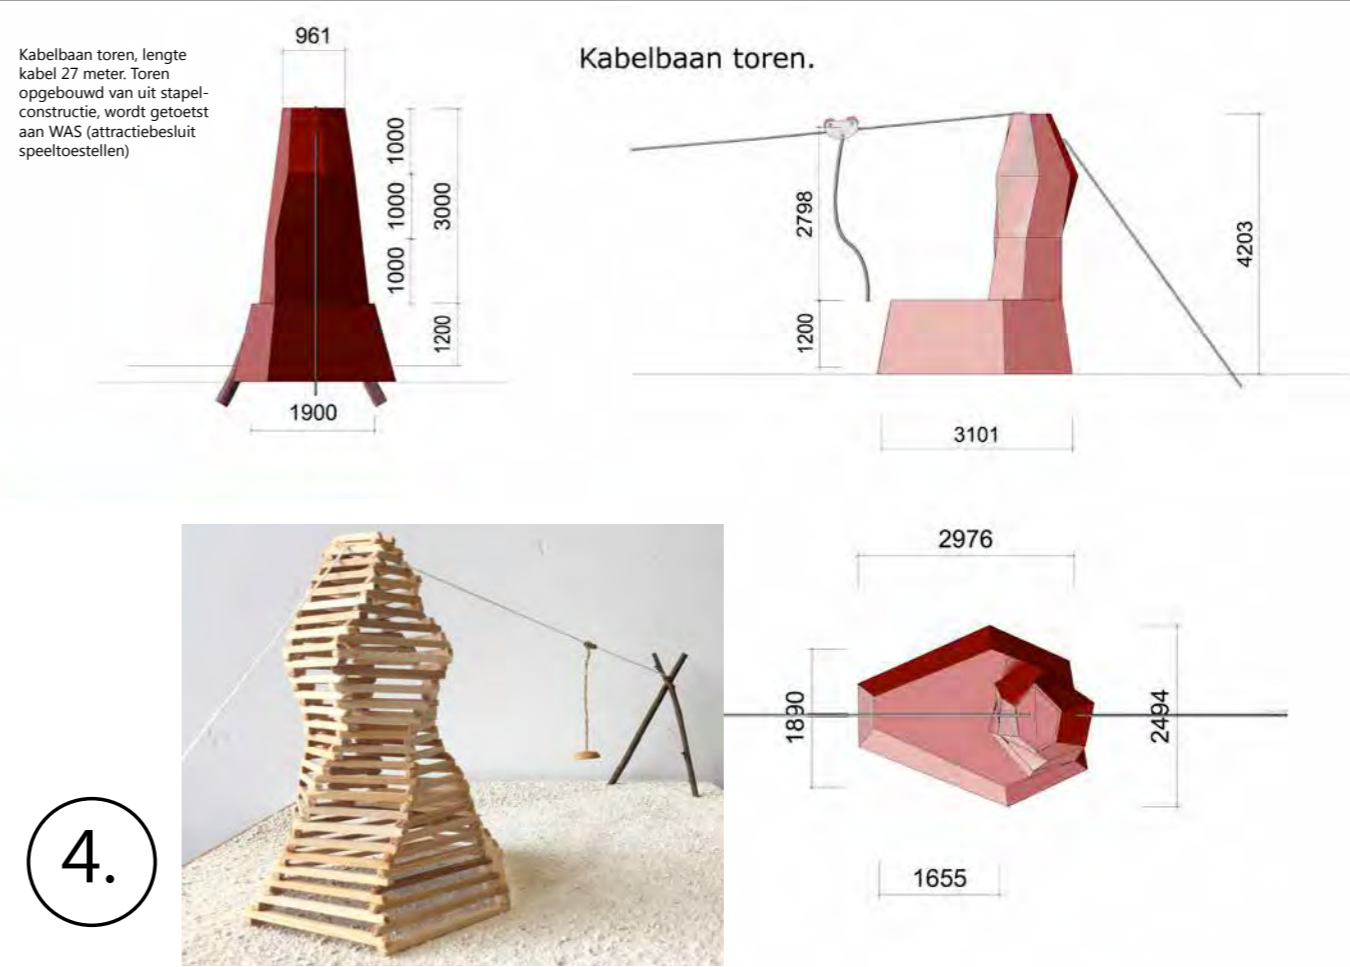 Kabelbaan toren, lengte
kabel 27 meter. Toren
opgebouwd van uit stapel-
constructie, wordt getoetst
aan WAS (attractiebesluit
speeltoestellen)
961
1000
1000
1000
3000
1200
1900
Kabelbaan toren.
2798
1200
4203
3101
4.
2976
1890
2494
1655